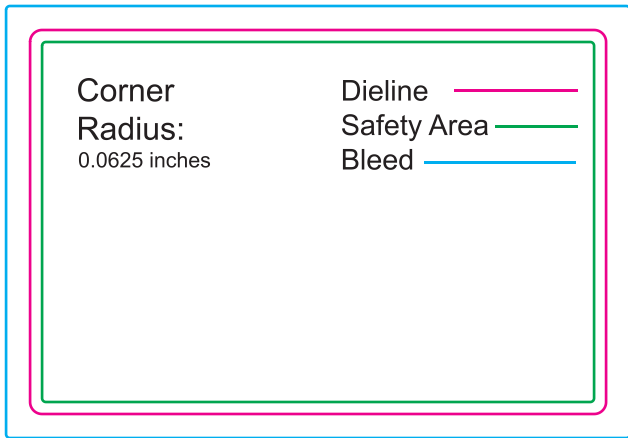 Corner
Radius:
0.0625 inches
Dieline
Safety Area
Bleed